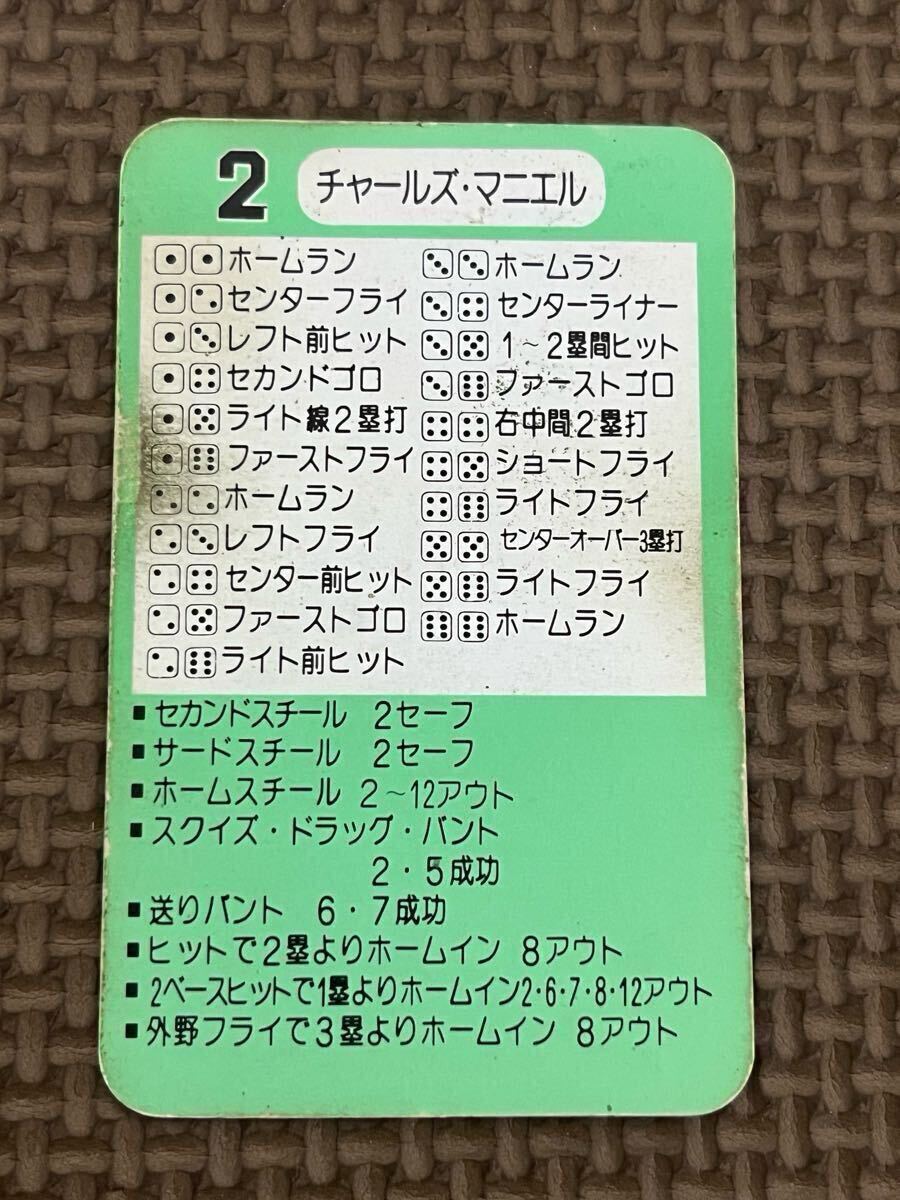 2 チャールズ・マニエル
ホームラン
センターフライ
レフト前ヒット
セカンドゴロ
ライト線2塁打
ファーストフライ
ホームラン
レフトフライ
センター前ヒット
ファーストゴロ
ライト前ヒット
ホームラン
センターライナー
1~2塁間ヒット
ファーストゴロ
右中間2塁打
ショートフライ
ライトフライ
センターオーバー3塁打
ライトフライ
ホームラン
■セカンドスチール 2セーフ
■サードスチール 2セーフ
■ホームスチール 2~12アウト
■スクイズ・ドラッグ・バント
2・5成功
■送りバント 6・7成功
■ヒットで2塁よりホームイン 8アウト
■2ベースヒットで1塁よりホームイン2・6・7・8・12アウト
■外野フライで3塁よりホームイン 8アウト